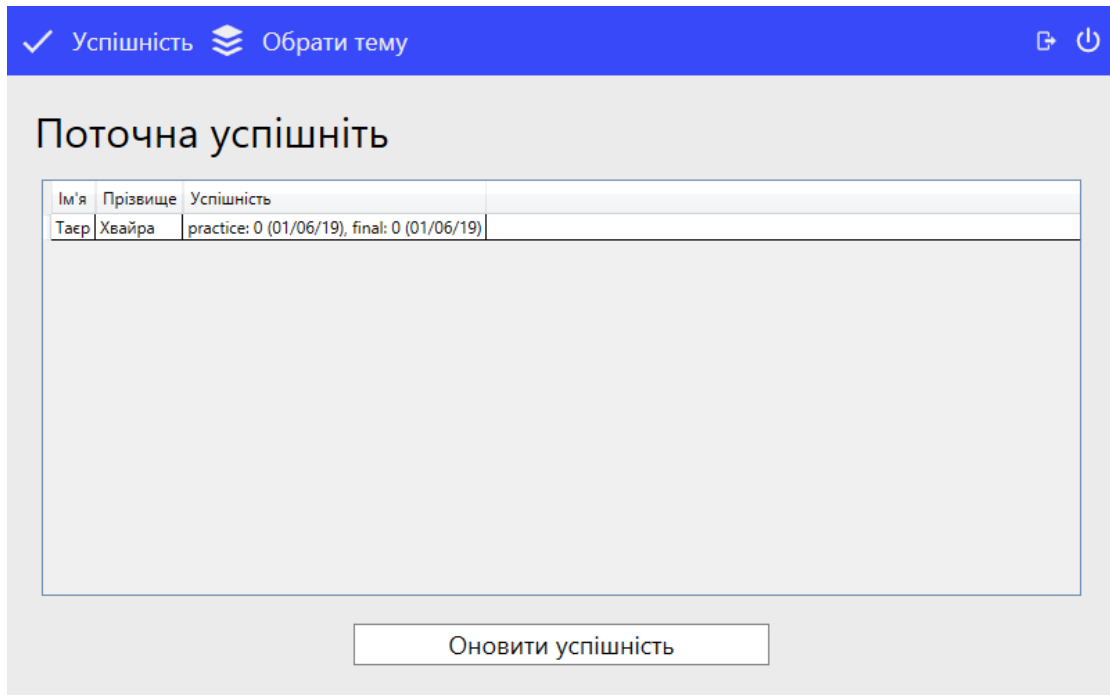 Успішність Обрати тему
Поточна успішніть
Ім'я Прізвище Успішність
Таєр Хвайра practice: 0 (01/06/19), final: 0 (01/06/19)
Оновити успішність